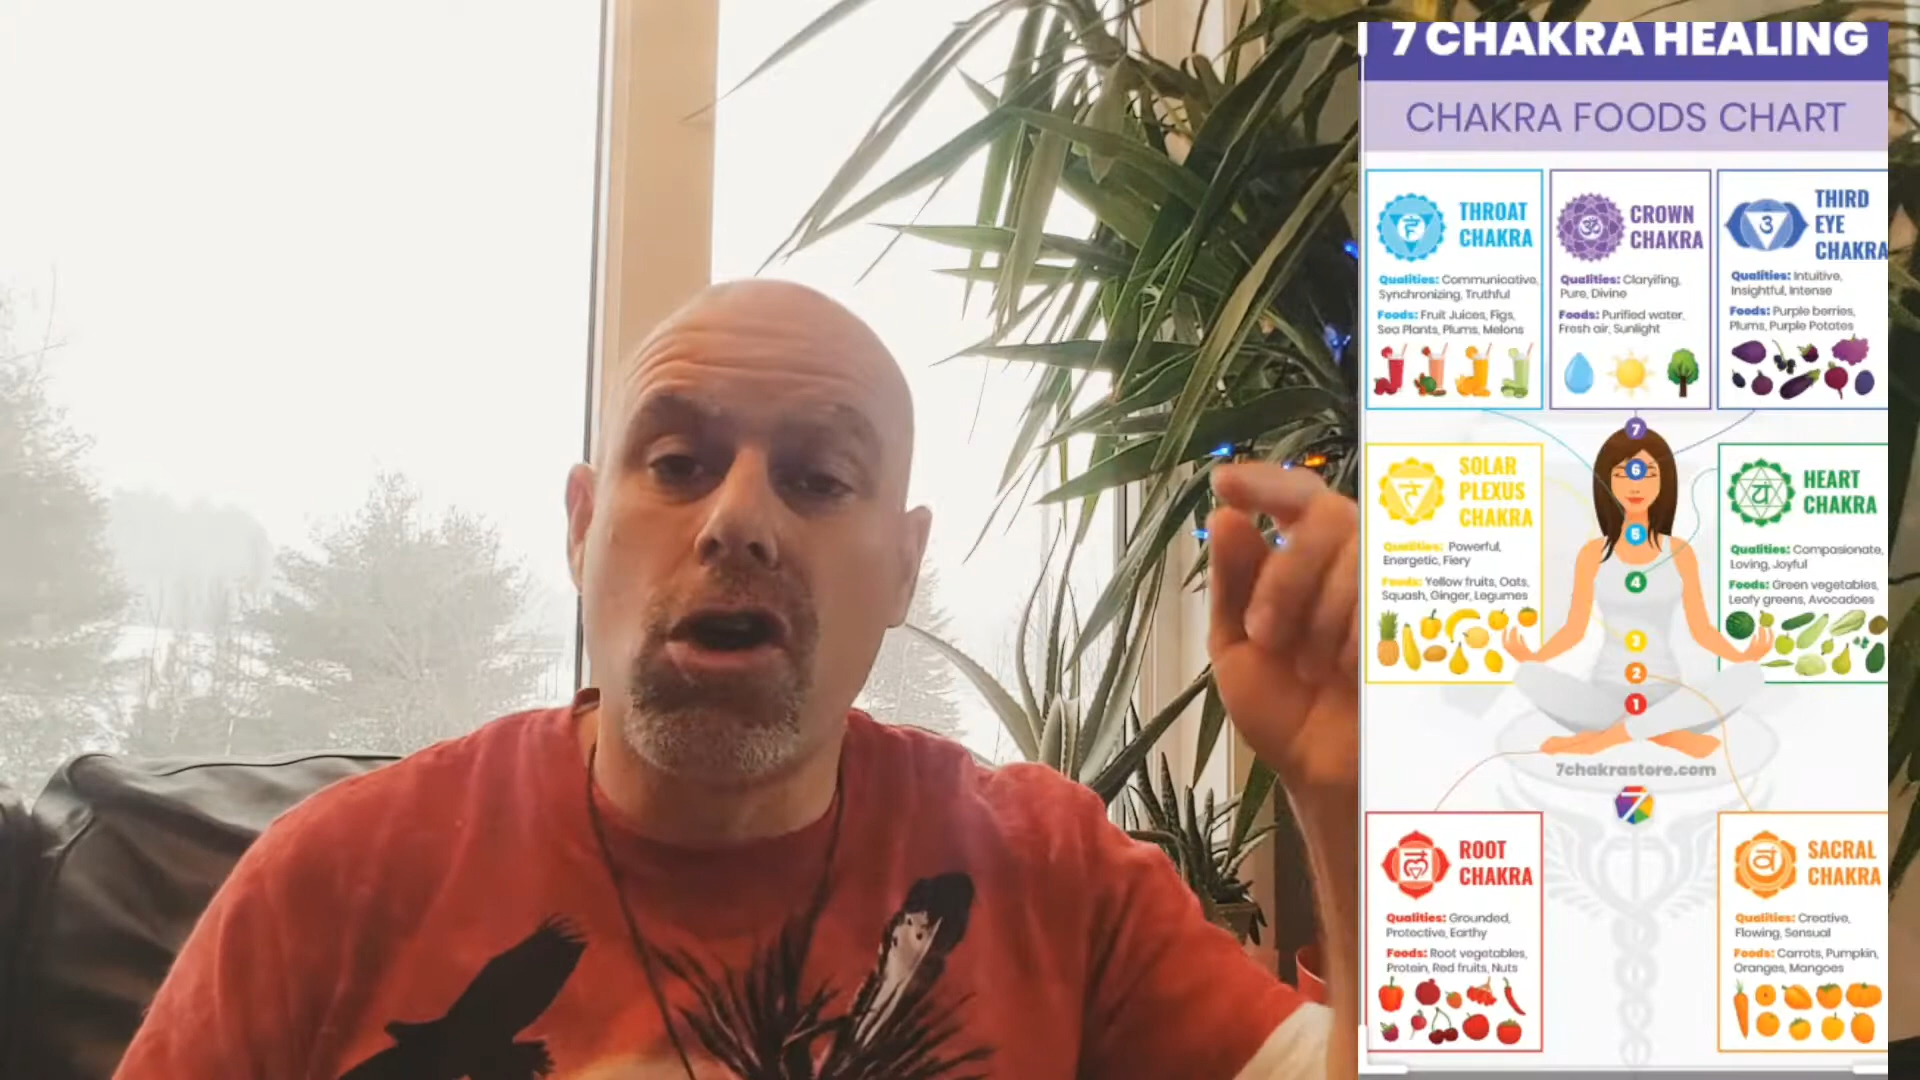 7 CHAKRA HEALING
CHAKRA FOODS CHART
THROAT
CHAKRA
Qualities: Communicative,
Synchronizing, Truthful
Foods: Fruit Juices, Figs,
Sea Plants, Plums, Melons
CROWN
CHAKRA
Qualities: Claryifing,
Pure, Divine
Foods: Purified water,
Fresh air, Sunlight
THIRD
EYE
CHAKRA
Qualities: Intuitive,
Insightful, Intense
Foods: Purple berries,
Plums, Purple Potates
7
6
5
4
3
2
1
SOLAR
PLEXUS
CHAKRA
Qualities: Powerful,
Energetic, Fiery
Foods: Yellow fruits, Oats,
Squash, Ginger, Legumes
HEART
CHAKRA
Qualities: Compasionate,
Loving, Joyful
Foods: Green vegetables,
Leafy greens, Avocadoes
7chakrastore.com
7
ROOT
CHAKRA
Qualities: Grounded,
Protective, Earthy
Foods: Root vegetables,
Protein, Red fruits, Nuts
SACRAL
CHAKRA
Qualities: Creative,
Flowing, Sensual
Foods: Carrots, Pumpkin,
Oranges, Mangoes